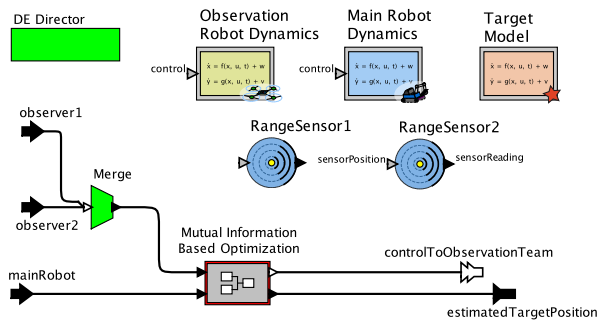 DE Director
Observation
Robot Dynamics
Main Robot
Dynamics
Target
Model
control
ẋ = f(x, u, t) + w
ẏ = g(x, u, t) + v
control
ẋ = f(x, u, t) + w
ẏ = g(x, u, t) + v
ẋ = f(x, u, t) + w
ẏ = g(x, u, t) + v
observer1
RangeSensor1
RangeSensor2
sensorPosition
sensorReading
Merge
observer2
Mutual Information
Based Optimization
controlToObservationTeam
mainRobot
estimatedTargetPosition